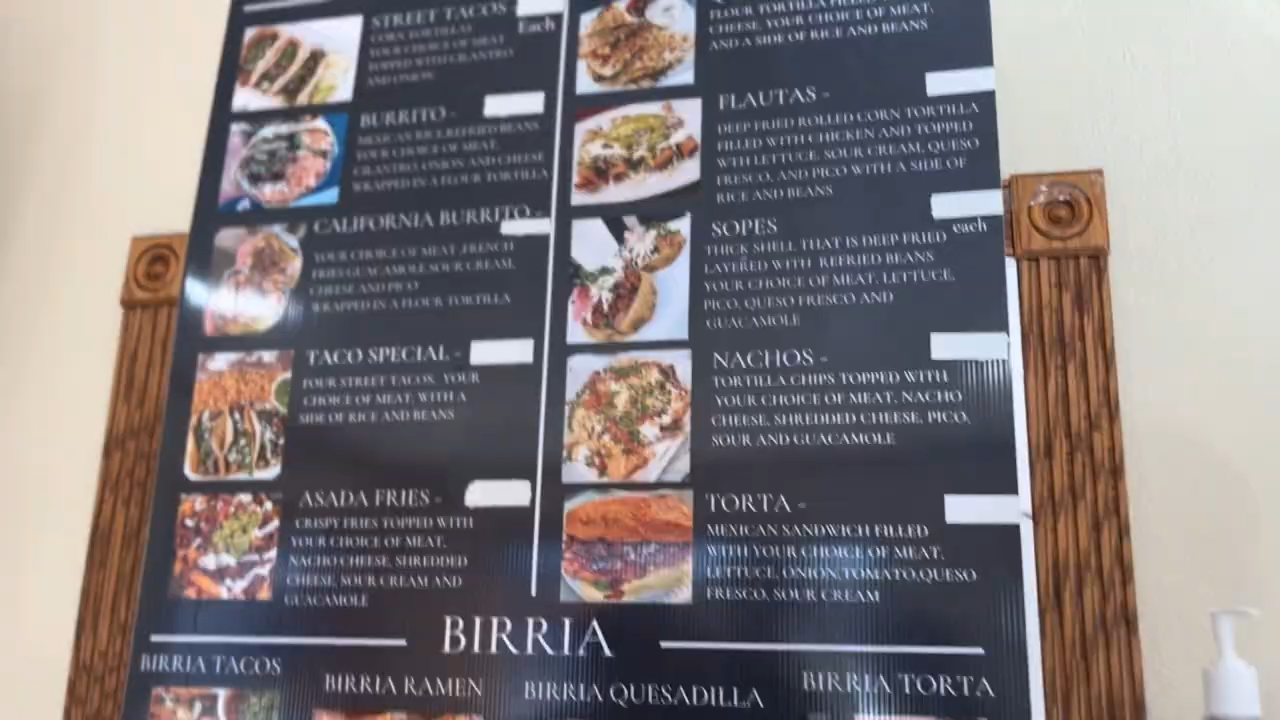 STREET TACOS
Each
CORN TORTILLAS
YOUR CHOICE OF MEAT
TOPPED WITH CILANTRO
AND ONION
BURRITO -
MEXICAN RICE, REFRIED BEANS
YOUR CHOICE OF MEAT,
CILANTRO, ONION AND CHEESE
WRAPPED IN A FLOUR TORTILLA
CALIFORNIA BURRITO -
YOUR CHOICE OF MEAT ,FRENCH
FRIES GUACAMOLE, SOUR CREAM,
CHEESE AND PICO
WRAPPED IN A FLOUR TORTILLA
TACO SPECIAL -
FOUR STREET TACOS, YOUR
CHOICE OF MEAT, WITH A
SIDE OF RICE AND BEANS
ASADA FRIES -
CRISPY FRIES TOPPED WITH
YOUR CHOICE OF MEAT,
NACHO CHEESE, SHREDDED
CHEESE, SOUR CREAM AND
GUACAMOLE
FLOUR TORTILLA FILLED
CHEESE, YOUR CHOICE OF MEAT,
AND A SIDE OF RICE AND BEANS
FLAUTAS -
DEEP FRIED ROLLED CORN TORTILLA
FILLED WITH CHICKEN AND TOPPED
WTH LETTUCE, SOUR CREAM, QUESO
FRESCO, AND PICO WITH A SIDE OF
RICE AND BEANS
SOPES
each
THICK SHELL THAT IS DEEP FRIED
LAYERED WITH REFRIED BEANS
YOUR CHOICE OF MEAT, LETTUCE,
PICO, QUESO FRESCO AND
GUACAMOLE
NACHOS -
TORTILLA CHIPS TOPPED WITH
YOUR CHOICE OF MEAT, NACHO
CHEESE, SHREDDED CHEESE, PICO,
SOUR AND GUACAMOLE
TORTA -
MEXICAN SANDWICH FILLED
WITH YOUR CHOICE OF MEAT,
LETTUCE, ONION,TOMATO,QUESO
FRESCO, SOUR CREAM
BIRRIA
BIRRIA TACOS
BIRRIA RAMEN
BIRRIA QUESADILLA
BIRRIA TORTA